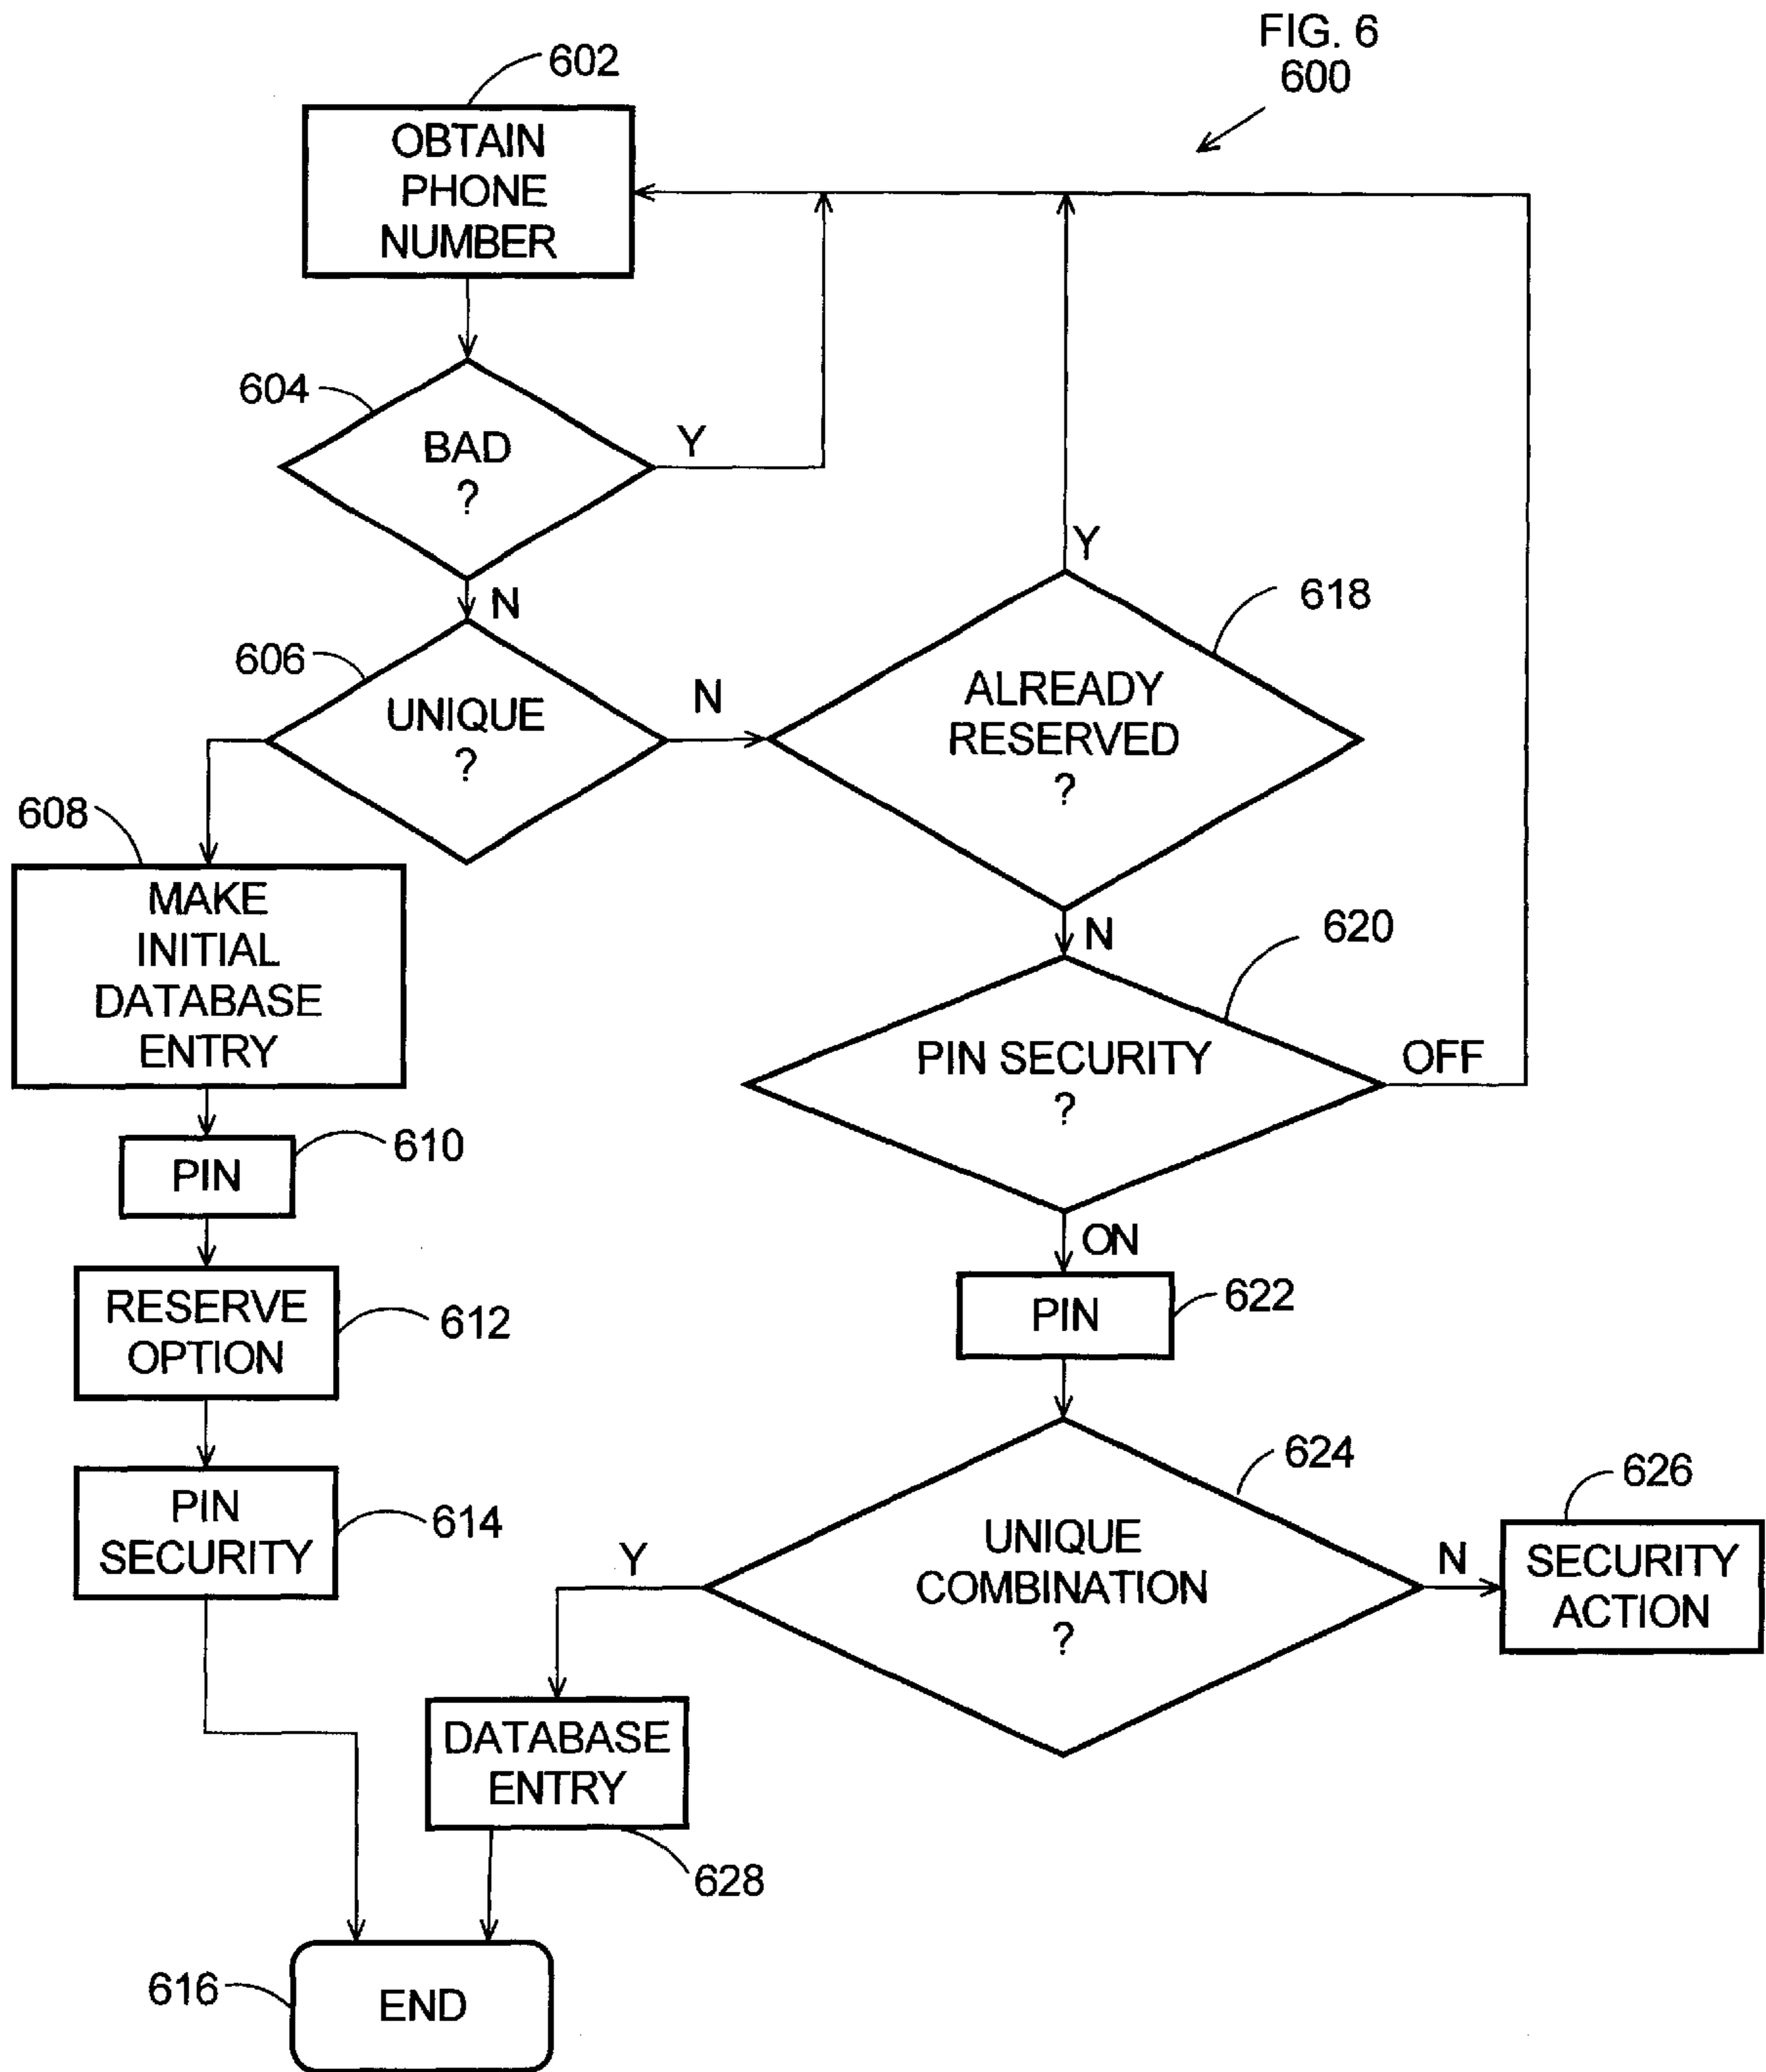 FIG. 6
600
602
OBTAIN
PHONE
NUMBER
604
BAD
?
Y
N
606
UNIQUE
?
N
Y
618
ALREADY
RESERVED
?
N
608
MAKE
INITIAL
DATABASE
ENTRY
620
PIN SECURITY
?
OFF
ON
610
PIN
622
PIN
612
RESERVE
OPTION
614
PIN
SECURITY
624
UNIQUE
COMBINATION
?
Y
N
626
SECURITY
ACTION
DATABASE
ENTRY
628
616
END